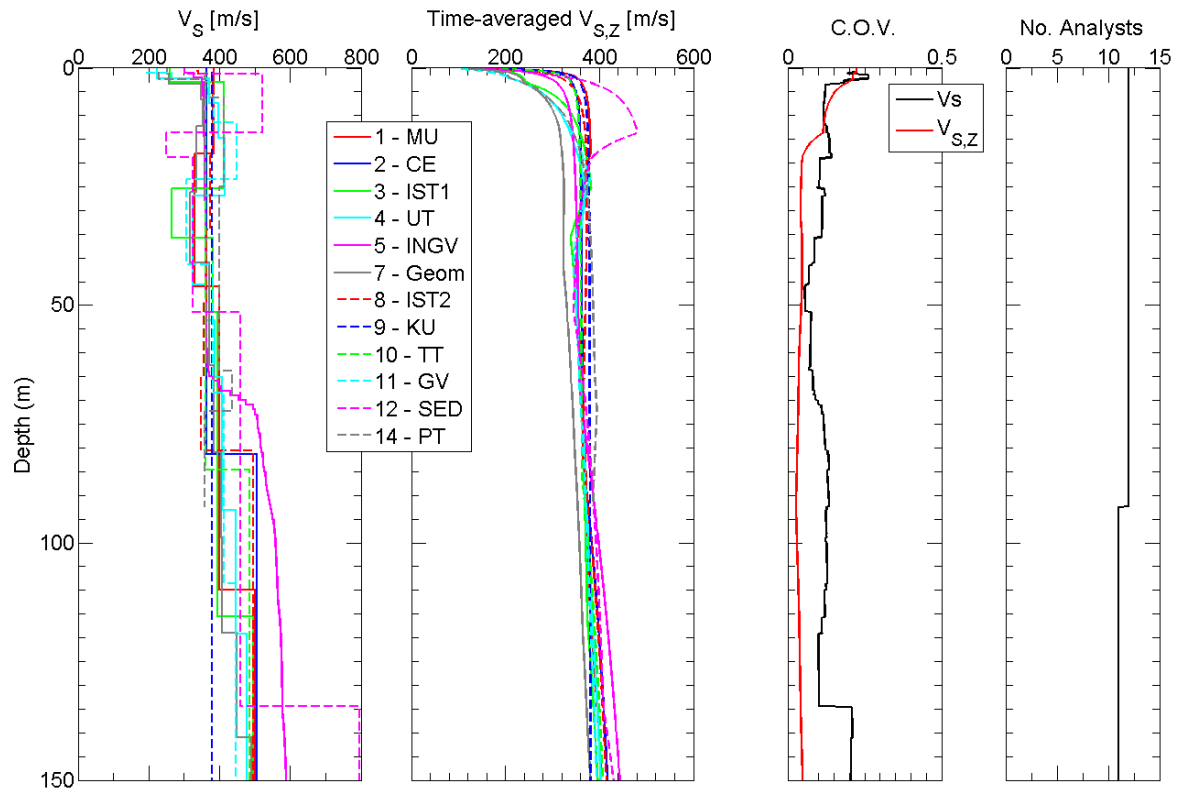 V_S [m/s]
Time-averaged V_S,Z [m/s]
C.O.V.
No. Analysts
0 200 400 600 800
0 200 400 600
0 0.5
0 5 10 15
0
50
100
150
Depth (m)
1 - MU
2 - CE
3 - IST1
4 - UT
5 - INGV
7 - Geom
8 - IST2
9 - KU
10 - TT
11 - GV
12 - SED
14 - PT
Vs
V_S,Z